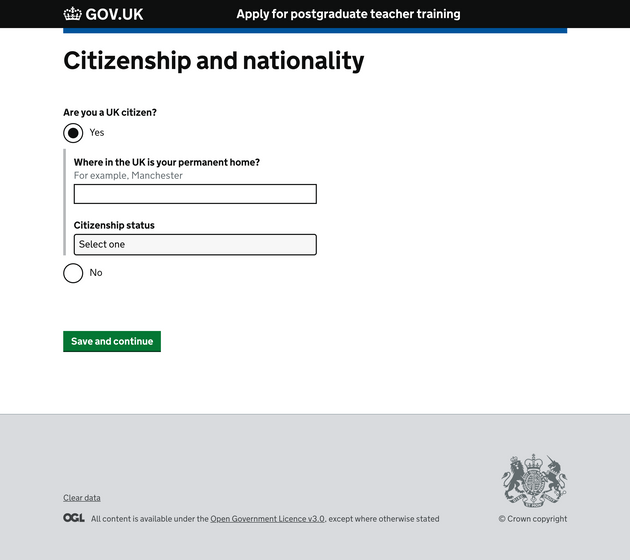 GOV.UK
Apply for postgraduate teacher training
Citizenship and nationality
Are you a UK citizen?
Yes
Where in the UK is your permanent home?
For example, Manchester
Citizenship status
Select one
No
Save and continue
Clear data
OGL All content is available under the Open Government Licence v3.0, except where otherwise stated
© Crown copyright